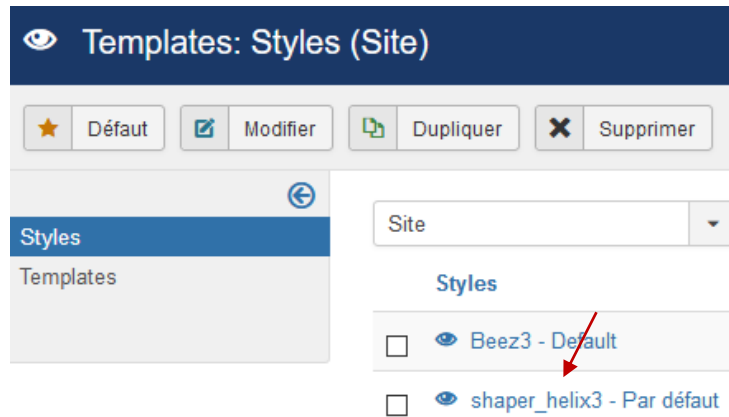 Templates: Styles (Site)
Défaut Modifier Dupliquer Supprimer
Styles
Templates
Site
Styles
Beez3 - Default
shaper_helix3 - Par défaut